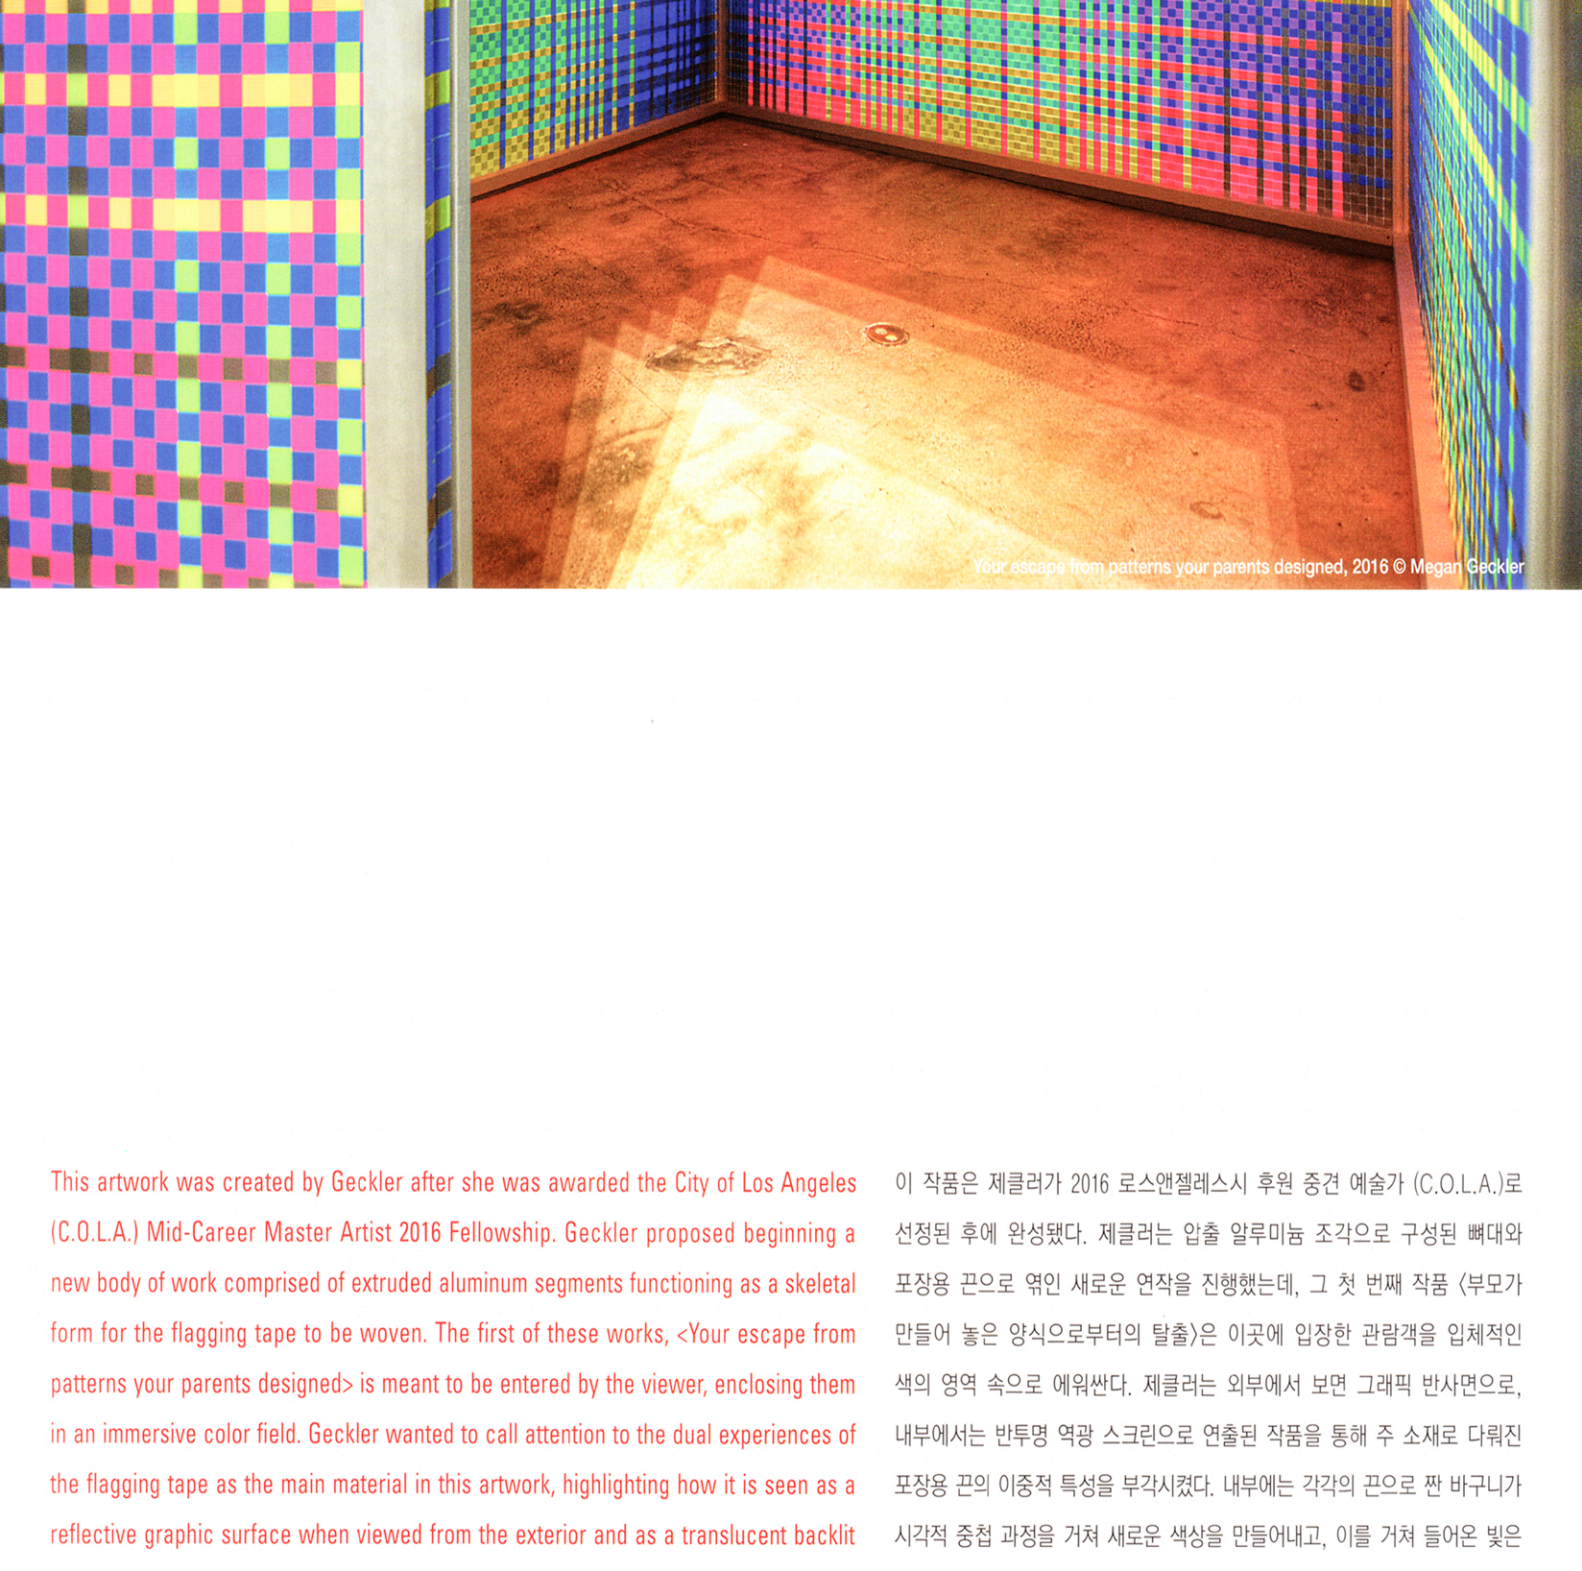 Your escape from patterns your parents designed, 2016 © Megan Geckler
This artwork was created by Geckler after she was awarded the City of Los Angeles
(C.O.L.A.) Mid-Career Master Artist 2016 Fellowship. Geckler proposed beginning a
new body of work comprised of extruded aluminum segments functioning as a skeletal
form for the flagging tape to be woven. The first of these works, <Your escape from
patterns your parents designed> is meant to be entered by the viewer, enclosing them
in an immersive color field. Geckler wanted to call attention to the dual experiences of
the flagging tape as the main material in this artwork, highlighting how it is seen as a
reflective graphic surface when viewed from the exterior and as a translucent backlit
이 작품은 제클러가 2016 로스앤젤레스시 후원 중견 예술가 (C.O.L.A.)로
선정된 후에 완성됐다. 제클러는 압출 알루미늄 조각으로 구성된 뼈대와
포장용 끈으로 엮인 새로운 연작을 진행했는데, 그 첫 번째 작품 〈부모가
만들어 놓은 양식으로부터의 탈출〉은 이곳에 입장한 관람객을 입체적인
색의 영역 속으로 에워싼다. 제클러는 외부에서 보면 그래픽 반사면으로,
내부에서는 반투명 역광 스크린으로 연출된 작품을 통해 주 소재로 다뤄진
포장용 끈의 이중적 특성을 부각시켰다. 내부에는 각각의 끈으로 짠 바구니가
시각적 중첩 과정을 거쳐 새로운 색상을 만들어내고, 이를 거쳐 들어온 빛은